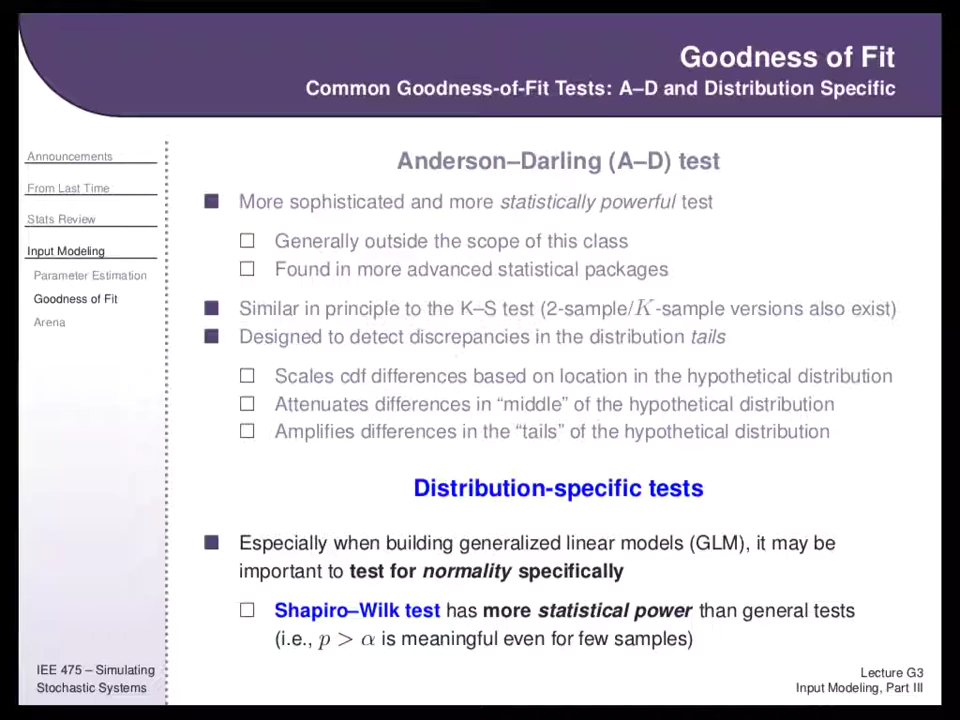 Goodness of Fit
Common Goodness-of-Fit Tests: A–D and Distribution Specific
Announcements
From Last Time
Stats Review
Input Modeling
Parameter Estimation
Goodness of Fit
Arena
Anderson–Darling (A–D) test
More sophisticated and more statistically powerful test
Generally outside the scope of this class
Found in more advanced statistical packages
Similar in principle to the K–S test (2-sample/K-sample versions also exist)
Designed to detect discrepancies in the distribution tails
Scales cdf differences based on location in the hypothetical distribution
Attenuates differences in “middle” of the hypothetical distribution
Amplifies differences in the “tails” of the hypothetical distribution
Distribution-specific tests
Especially when building generalized linear models (GLM), it may be
important to test for normality specifically
Shapiro–Wilk test has more statistical power than general tests
(i.e., p > α is meaningful even for few samples)
IEE 475 – Simulating
Stochastic Systems
Lecture G3
Input Modeling, Part III